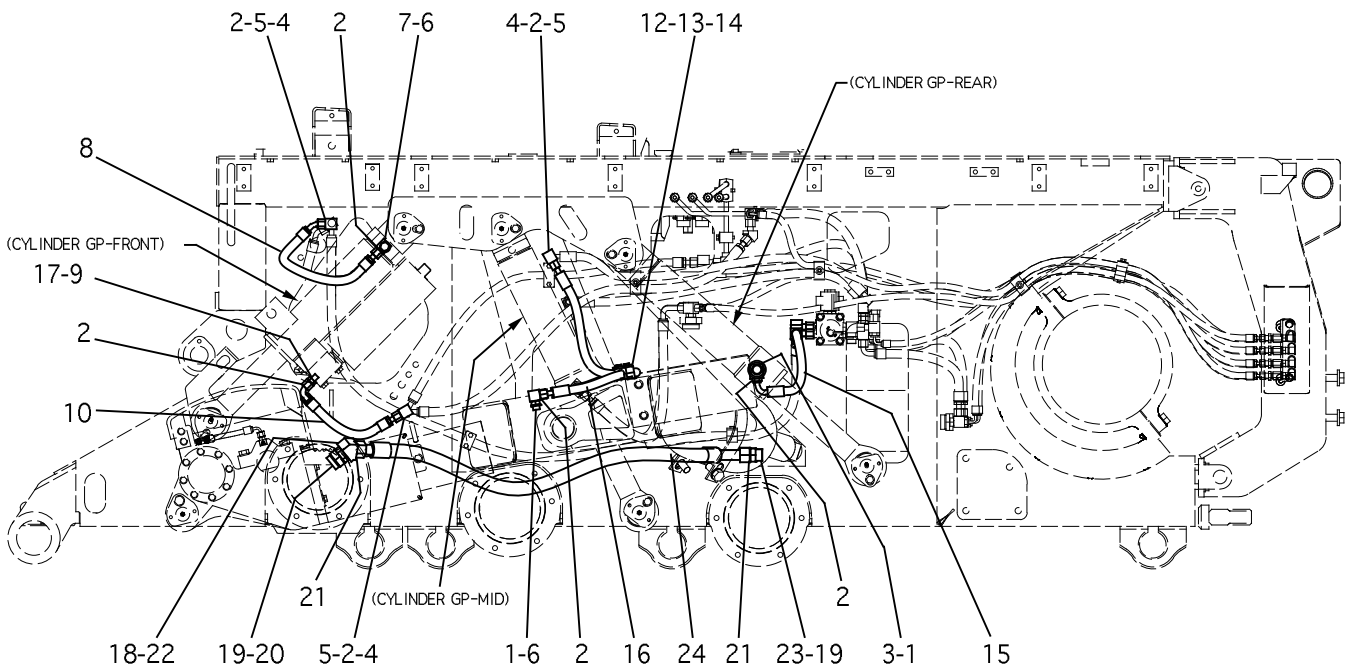 2-5-4 2 7-6 4-2-5 12-13-14
(CYLINDER GP-REAR)
8
(CYLINDER GP-FRONT)
17-9
2
10
21
(CYLINDER GP-MID)
2
18-22 19-20 5-2-4 1-6 2 16 24 21 23-19 3-1 15